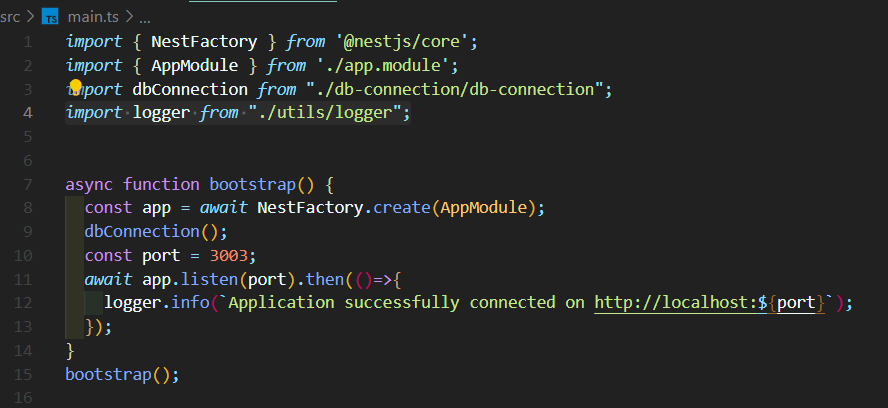 src > TS main.ts > ...
1 import { NestFactory } from '@nestjs/core';
2 import { AppModule } from './app.module';
3 import dbConnection from "./db-connection/db-connection";
4 import logger from "./utils/logger";
5
6
7 async function bootstrap() {
8   const app = await NestFactory.create(AppModule);
9   dbConnection();
10   const port = 3003;
11   await app.listen(port).then(()=>{
12     logger.info(`Application successfully connected on http://localhost:${port}`);
13   });
14 }
15 bootstrap();
16